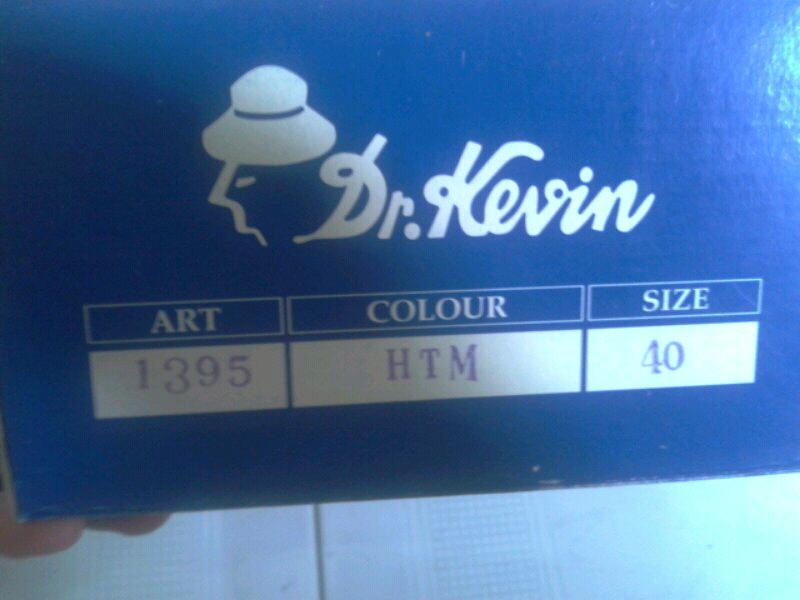 Dr. Kevin
ART COLOUR SIZE
1395 HTM 40